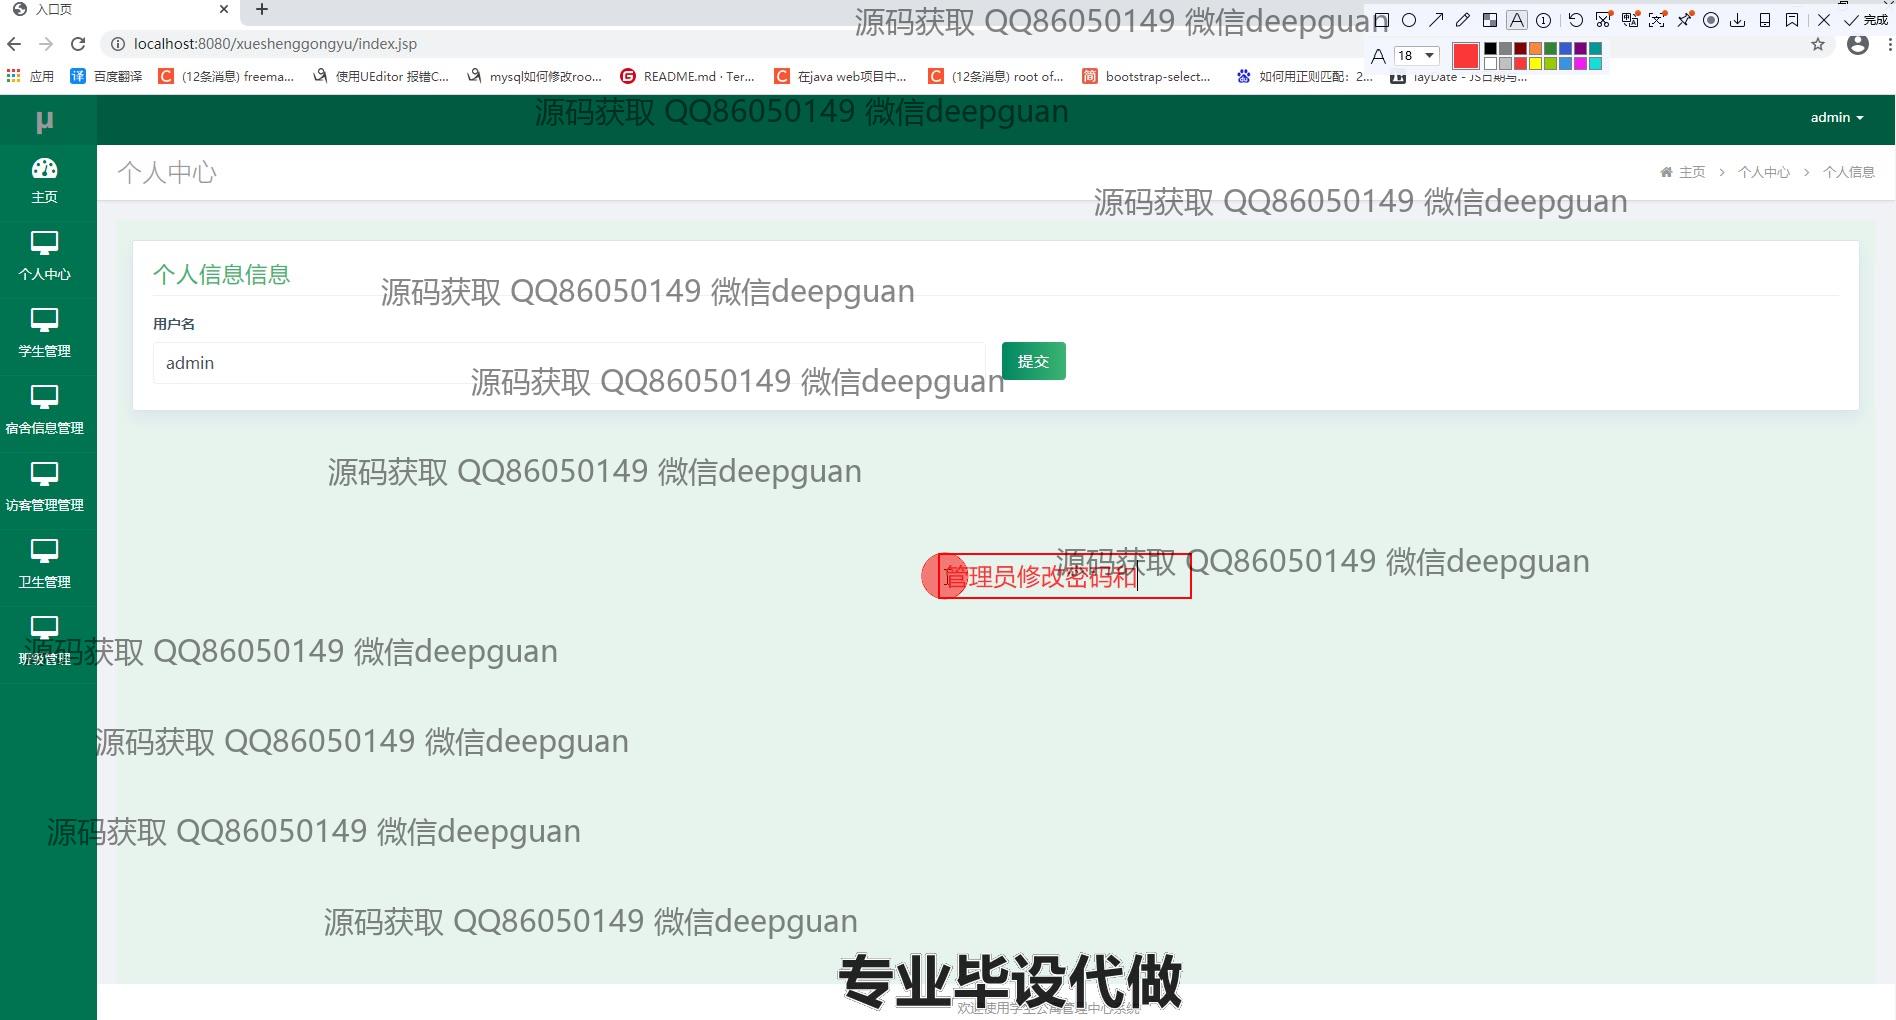 入口页
localhost:8080/xueshenggongyu/index.jsp
应用
百度翻译
(12条消息) freema...
使用UEditor 报错C...
mysql如何修改roo...
README.md · Ter...
在java web项目中...
(12条消息) root of...
bootstrap-select...
如何用正则匹配：2...
layDate - JS日期与...
完成
18
源码获取 QQ86050149 微信deepguan
源码获取 QQ86050149 微信deepguan
μ
admin
主页
个人中心
学生管理
宿舍信息管理
访客管理管理
卫生管理
班级管理
个人中心
主页
个人中心
个人信息
源码获取 QQ86050149 微信deepguan
个人信息信息
源码获取 QQ86050149 微信deepguan
用户名
admin
提交
源码获取 QQ86050149 微信deepguan
源码获取 QQ86050149 微信deepguan
源码获取 QQ86050149 微信deepguan
管理员修改密码和
源码获取 QQ86050149 微信deepguan
源码获取 QQ86050149 微信deepguan
源码获取 QQ86050149 微信deepguan
源码获取 QQ86050149 微信deepguan
专业毕设代做
欢迎使用学生公寓管理中心系统